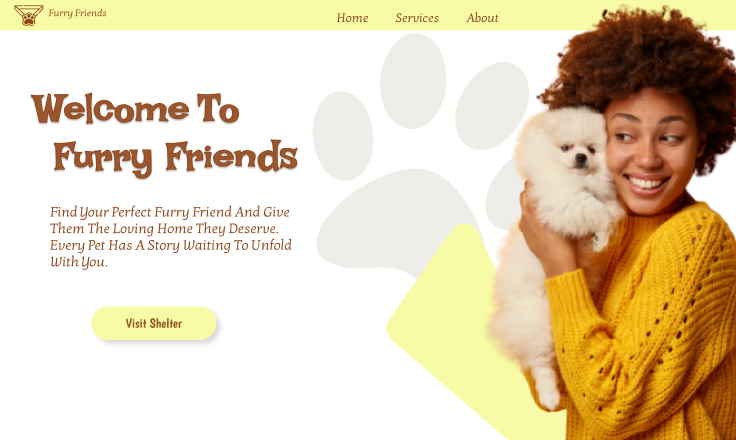 Furry Friends
Home Services About
Welcome To
Furry Friends
Find Your Perfect Furry Friend And Give
Them The Loving Home They Deserve.
Every Pet Has A Story Waiting To Unfold
With You.
Visit Shelter